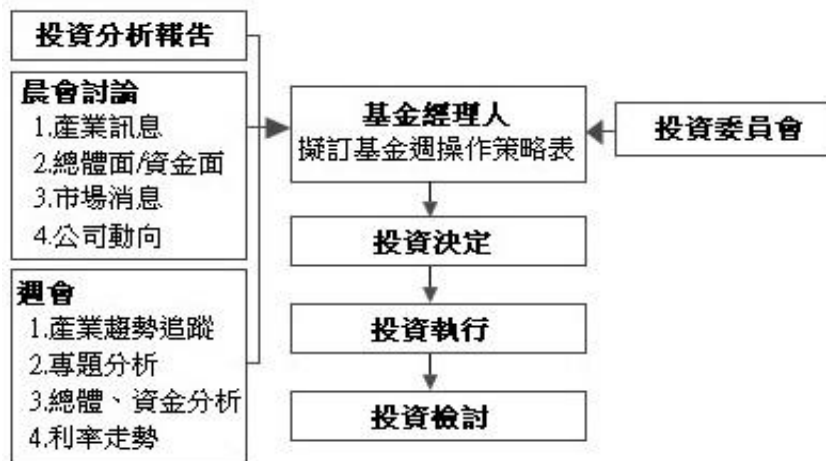 投資分析報告
晨會討論
1.產業訊息
2.總體面/資金面
3.市場消息
4.公司動向
週會
1.產業趨勢追蹤
2.專題分析
3.總體、資金分析
4.利率走勢
基金經理人
擬訂基金週操作策略表
投資委員會
投資決定
投資執行
投資檢討